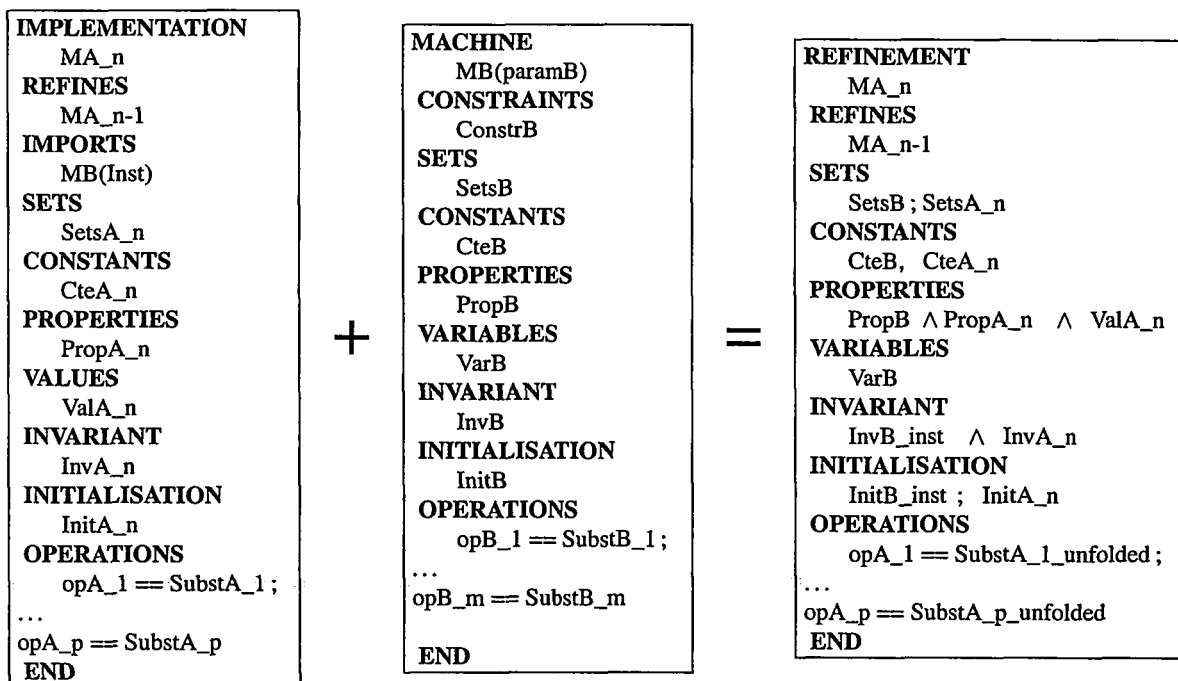 IMPLEMENTATION
MA_n
REFINES
MA_n-1
IMPORTS
MB(Inst)
SETS
SetsA_n
CONSTANTS
CteA_n
PROPERTIES
PropA_n
VALUES
ValA_n
INVARIANT
InvA_n
INITIALISATION
InitA_n
OPERATIONS
opA_1 == SubstA_1 ;
...
opA_p == SubstA_p
END
+
MACHINE
MB(paramB)
CONSTRAINTS
ConstrB
SETS
SetsB
CONSTANTS
CteB
PROPERTIES
PropB
VARIABLES
VarB
INVARIANT
InvB
INITIALISATION
InitB
OPERATIONS
opB_1 == SubstB_1 ;
...
opB_m == SubstB_m
END
=
REFINEMENT
MA_n
REFINES
MA_n-1
SETS
SetsB ; SetsA_n
CONSTANTS
CteB, CteA_n
PROPERTIES
PropB ∧ PropA_n ∧ ValA_n
VARIABLES
VarB
INVARIANT
InvB_inst ∧ InvA_n
INITIALISATION
InitB_inst ; InitA_n
OPERATIONS
opA_1 == SubstA_1_unfolded ;
...
opA_p == SubstA_p_unfolded
END